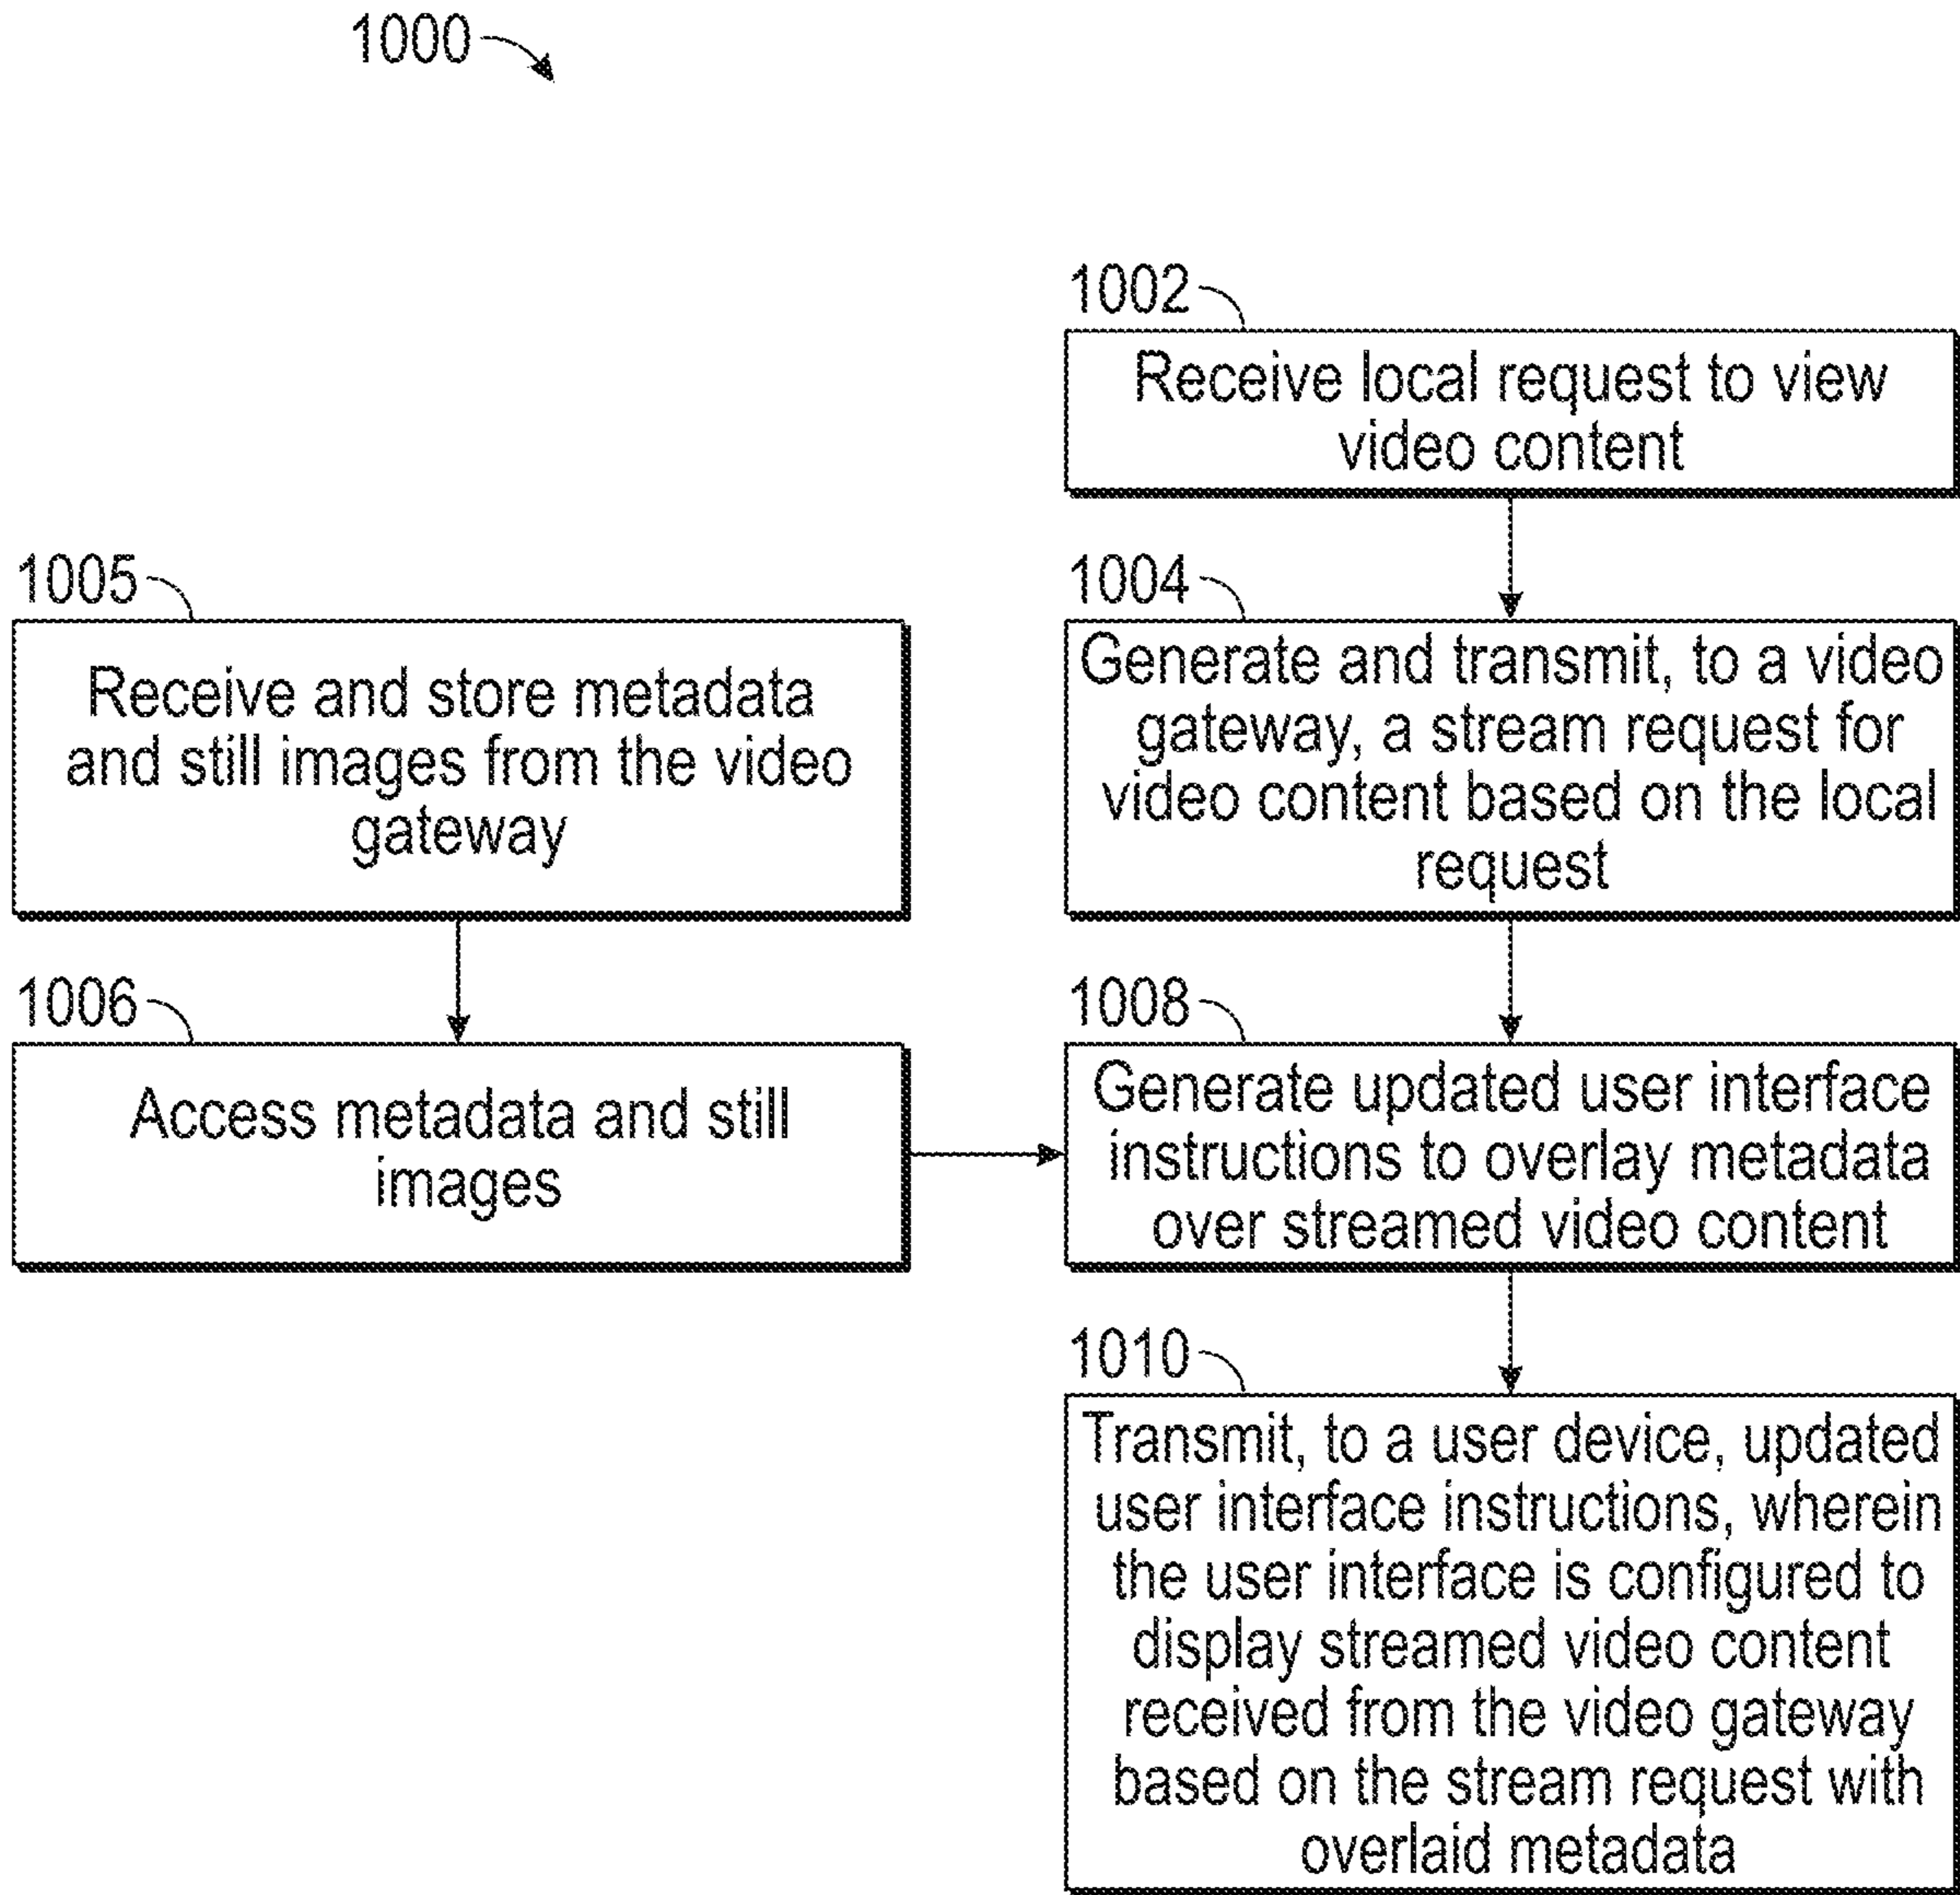 1000
1002
Receive local request to view
video content
1005
Receive and store metadata
and still images from the video
gateway
1004
Generate and transmit, to a video
gateway, a stream request for
video content based on the local
request
1006
Access metadata and still
images
1008
Generate updated user interface
instructions to overlay metadata
over streamed video content
1010
Transmit, to a user device, updated
user interface instructions, wherein
the user interface is configured to
display streamed video content
received from the video gateway
based on the stream request with
overlaid metadata